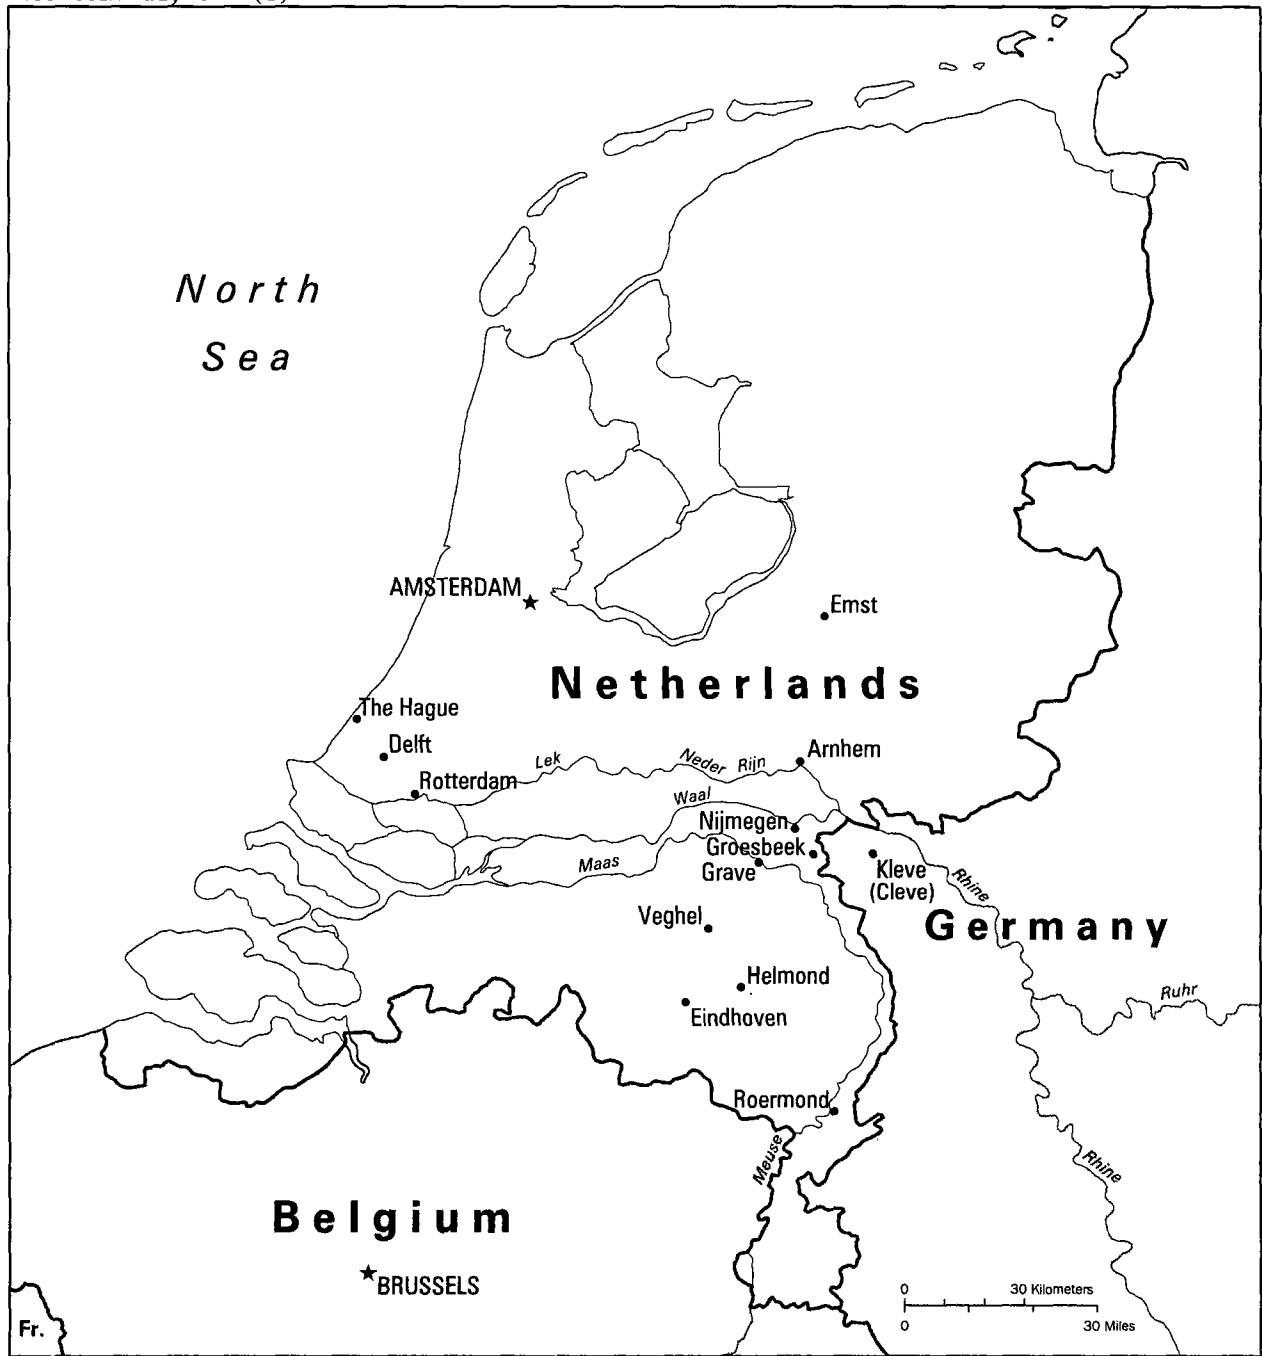 North
Sea
AMSTERDAM
Emst
Netherlands
The Hague
Delft
Rotterdam
Lek
Neder Rijn
Arnhem
Waal
Nijmegen
Groesbeek
Maas
Grave
Kleve
(Cleve)
Rhine
Veghel
Germany
Helmond
Eindhoven
Ruhr
Roermond
Meuse
Rhine
Belgium
BRUSSELS
0 30 Kilometers
0 30 Miles
Fr.